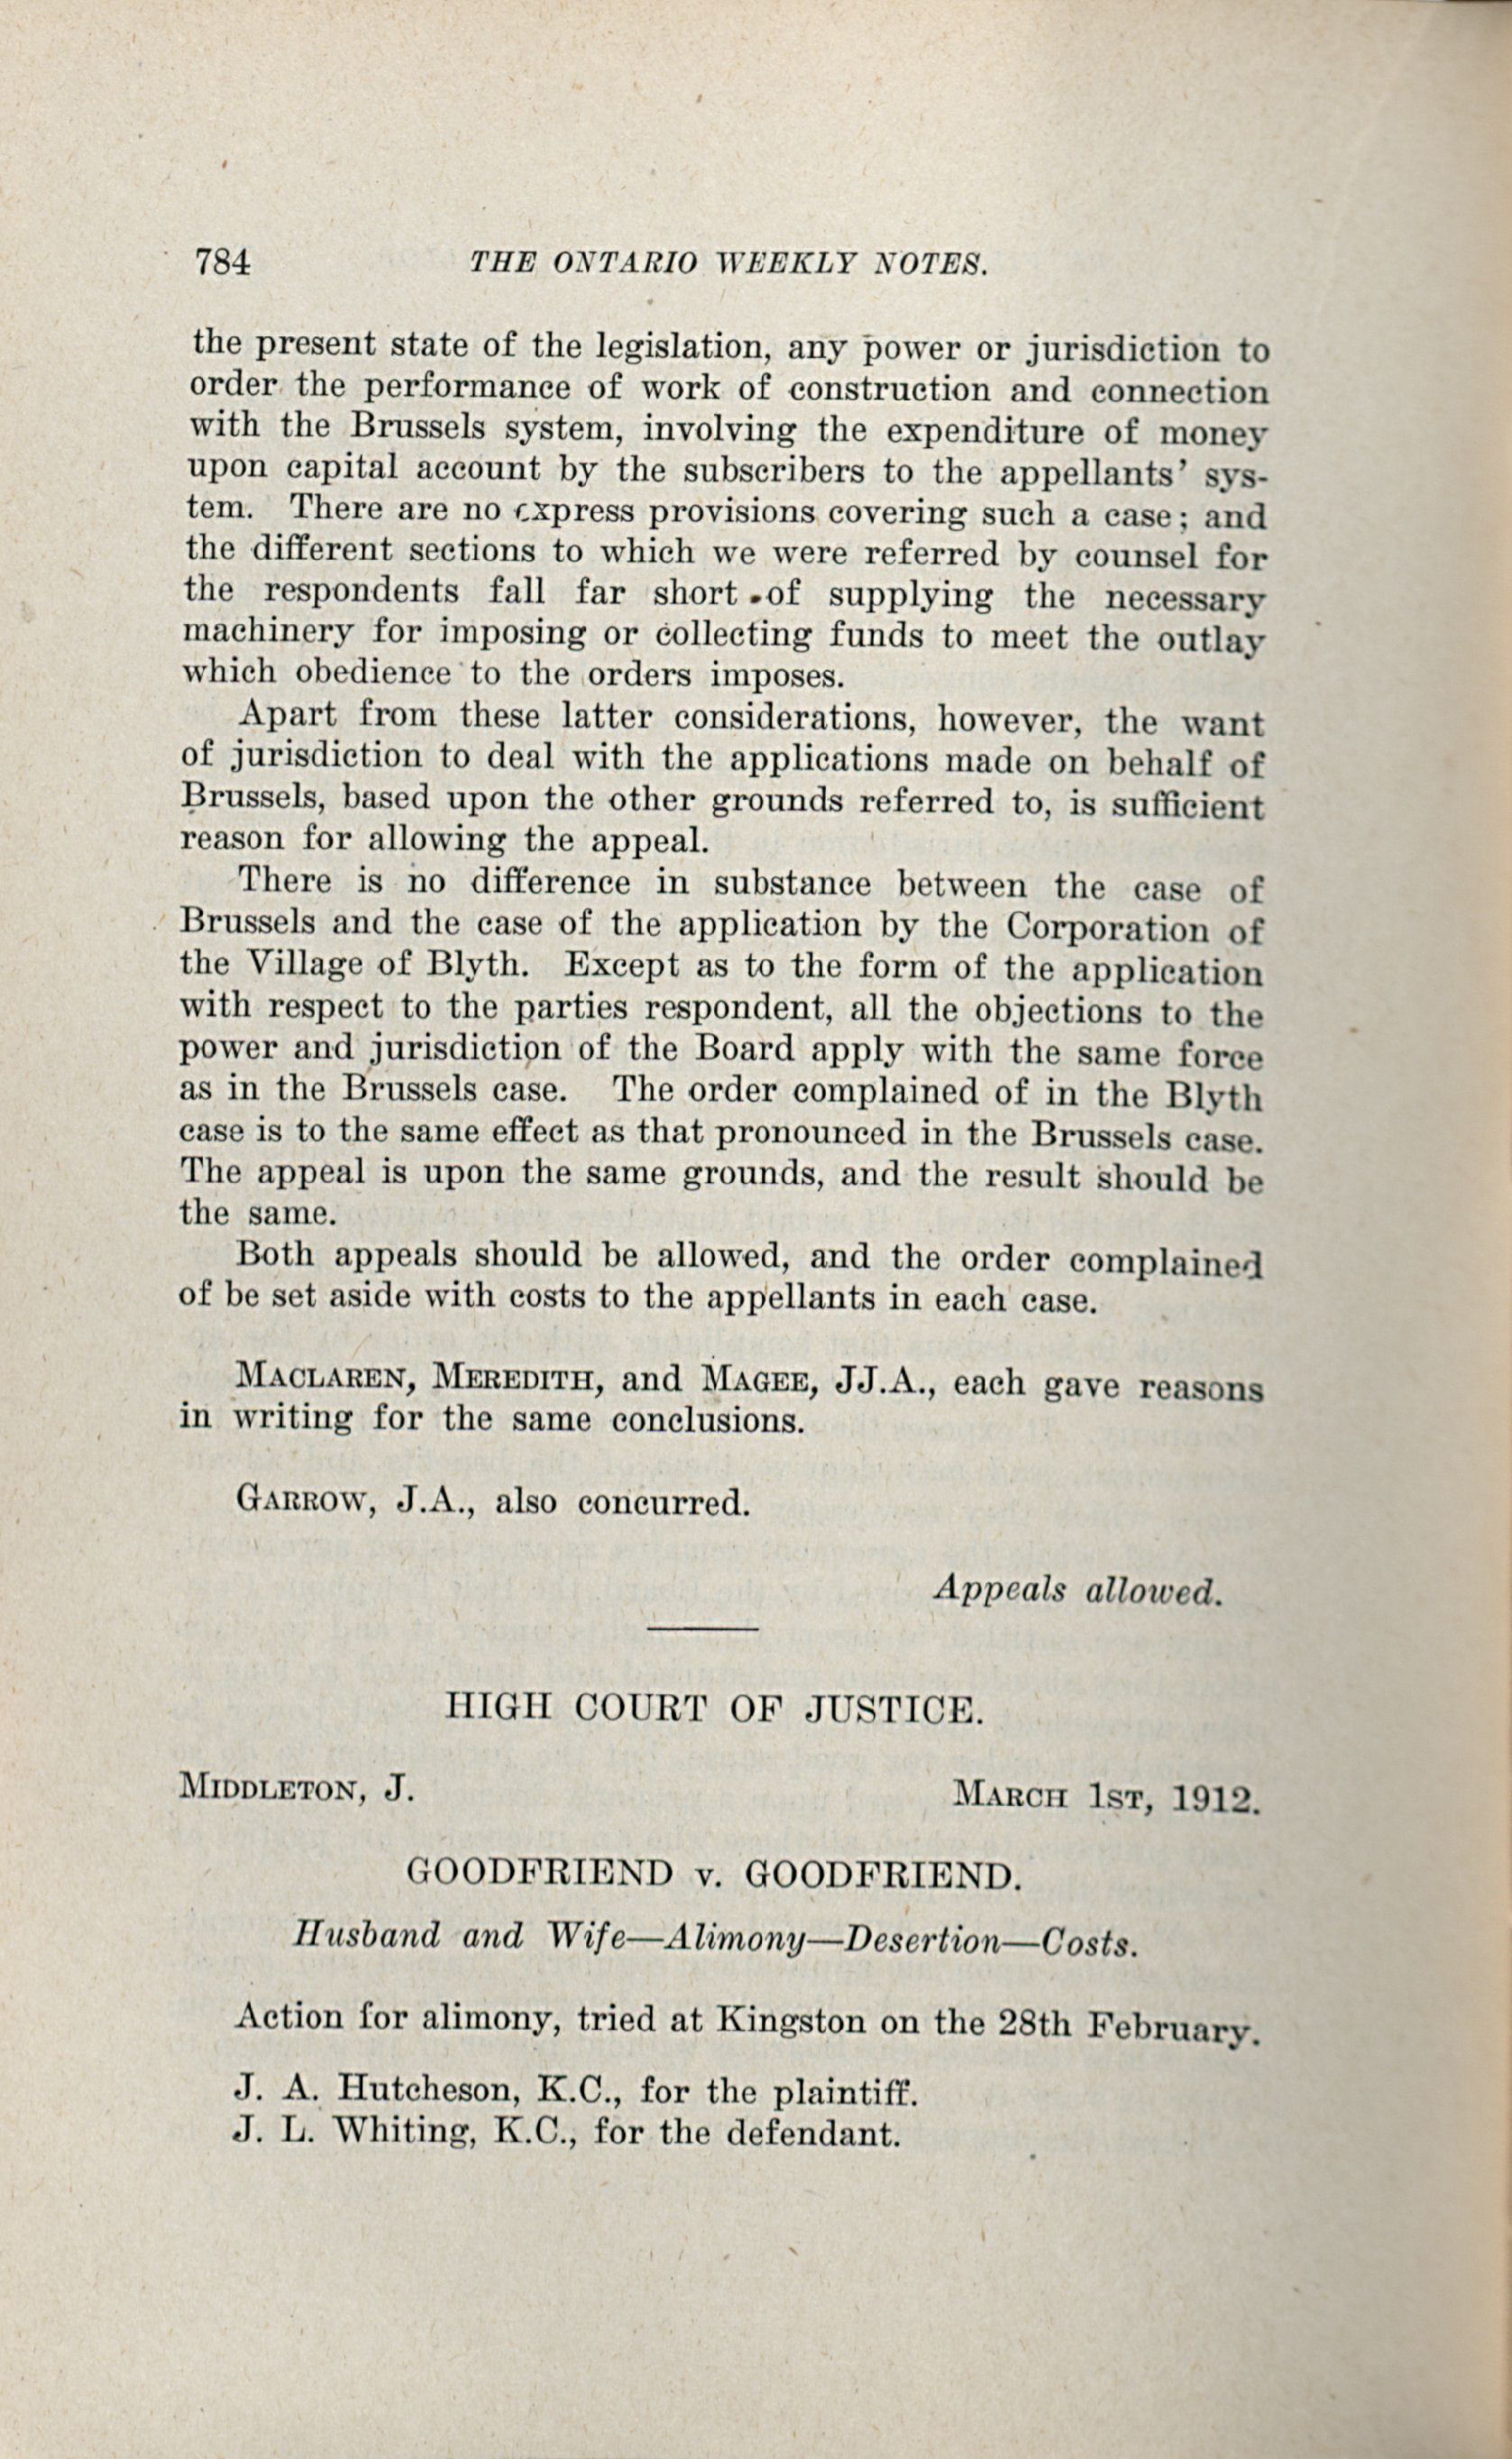 784 THE ONTARIO WEEKLY NOTES.
the present state of the legislation, any power or jurisdiction to
order the performance of work of construction and connection
with the Brussels system, involving the expenditure of money
upon capital account by the subscribers to the appellants' sys-
tem. There are no express provisions covering such a case; and
the different sections to which we were referred by counsel for
the respondents fall far short of supplying the necessary
machinery for imposing or collecting funds to meet the outlay
which obedience to the orders imposes.
Apart from these latter considerations, however, the want
of jurisdiction to deal with the applications made on behalf of
Brussels, based upon the other grounds referred to, is sufficient
reason for allowing the appeal.
There is no difference in substance between the case of
Brussels and the case of the application by the Corporation of
the Village of Blyth. Except as to the form of the application
with respect to the parties respondent, all the objections to the
power and jurisdiction of the Board apply with the same force
as in the Brussels case. The order complained of in the Blyth
case is to the same effect as that pronounced in the Brussels case.
The appeal is upon the same grounds, and the result should be
the same.
Both appeals should be allowed, and the order complained
of be set aside with costs to the appellants in each case.
MACLAREN, MEREDITH, and MAGEE, JJ.A., each gave reasons
in writing for the same conclusions.
GARROW, J.A., also concurred.
Appeals allowed.
HIGH COURT OF JUSTICE.
MIDDLETON, J. MARCH 1ST, 1912.
GOODFRIEND v. GOODFRIEND.
Husband and Wife—Alimony—Desertion—Costs.
Action for alimony, tried at Kingston on the 28th February.
J. A. Hutcheson, K.C., for the plaintiff.
J. L. Whiting, K.C., for the defendant.